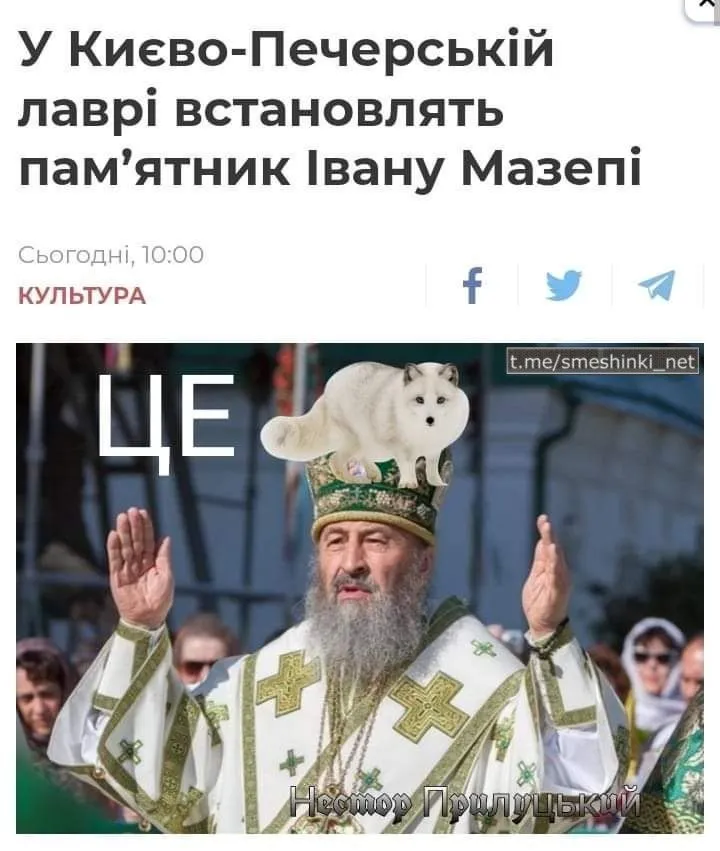 У Києво-Печерській
лаврі встановлять
пам’ятник Івану Мазепі
Сьогодні, 10:00
КУЛЬТУРА
t.me/smeshinki_net
ЦЕ
Нестор Прилуцький